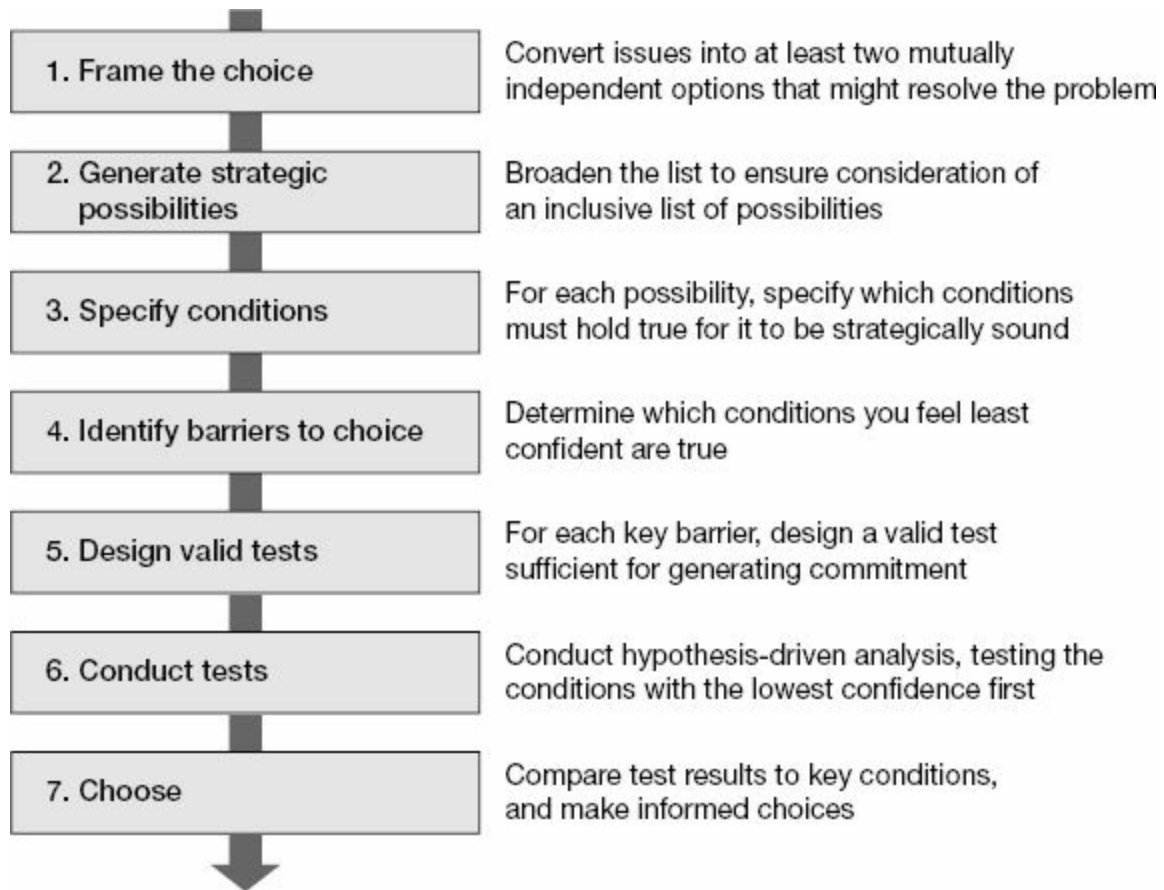 1. Frame the choice
Convert issues into at least two mutually
independent options that might resolve the problem
2. Generate strategic
possibilities
Broaden the list to ensure consideration of
an inclusive list of possibilities
3. Specify conditions
For each possibility, specify which conditions
must hold true for it to be strategically sound
4. Identify barriers to choice
Determine which conditions you feel least
confident are true
5. Design valid tests
For each key barrier, design a valid test
sufficient for generating commitment
6. Conduct tests
Conduct hypothesis-driven analysis, testing the
conditions with the lowest confidence first
7. Choose
Compare test results to key conditions,
and make informed choices